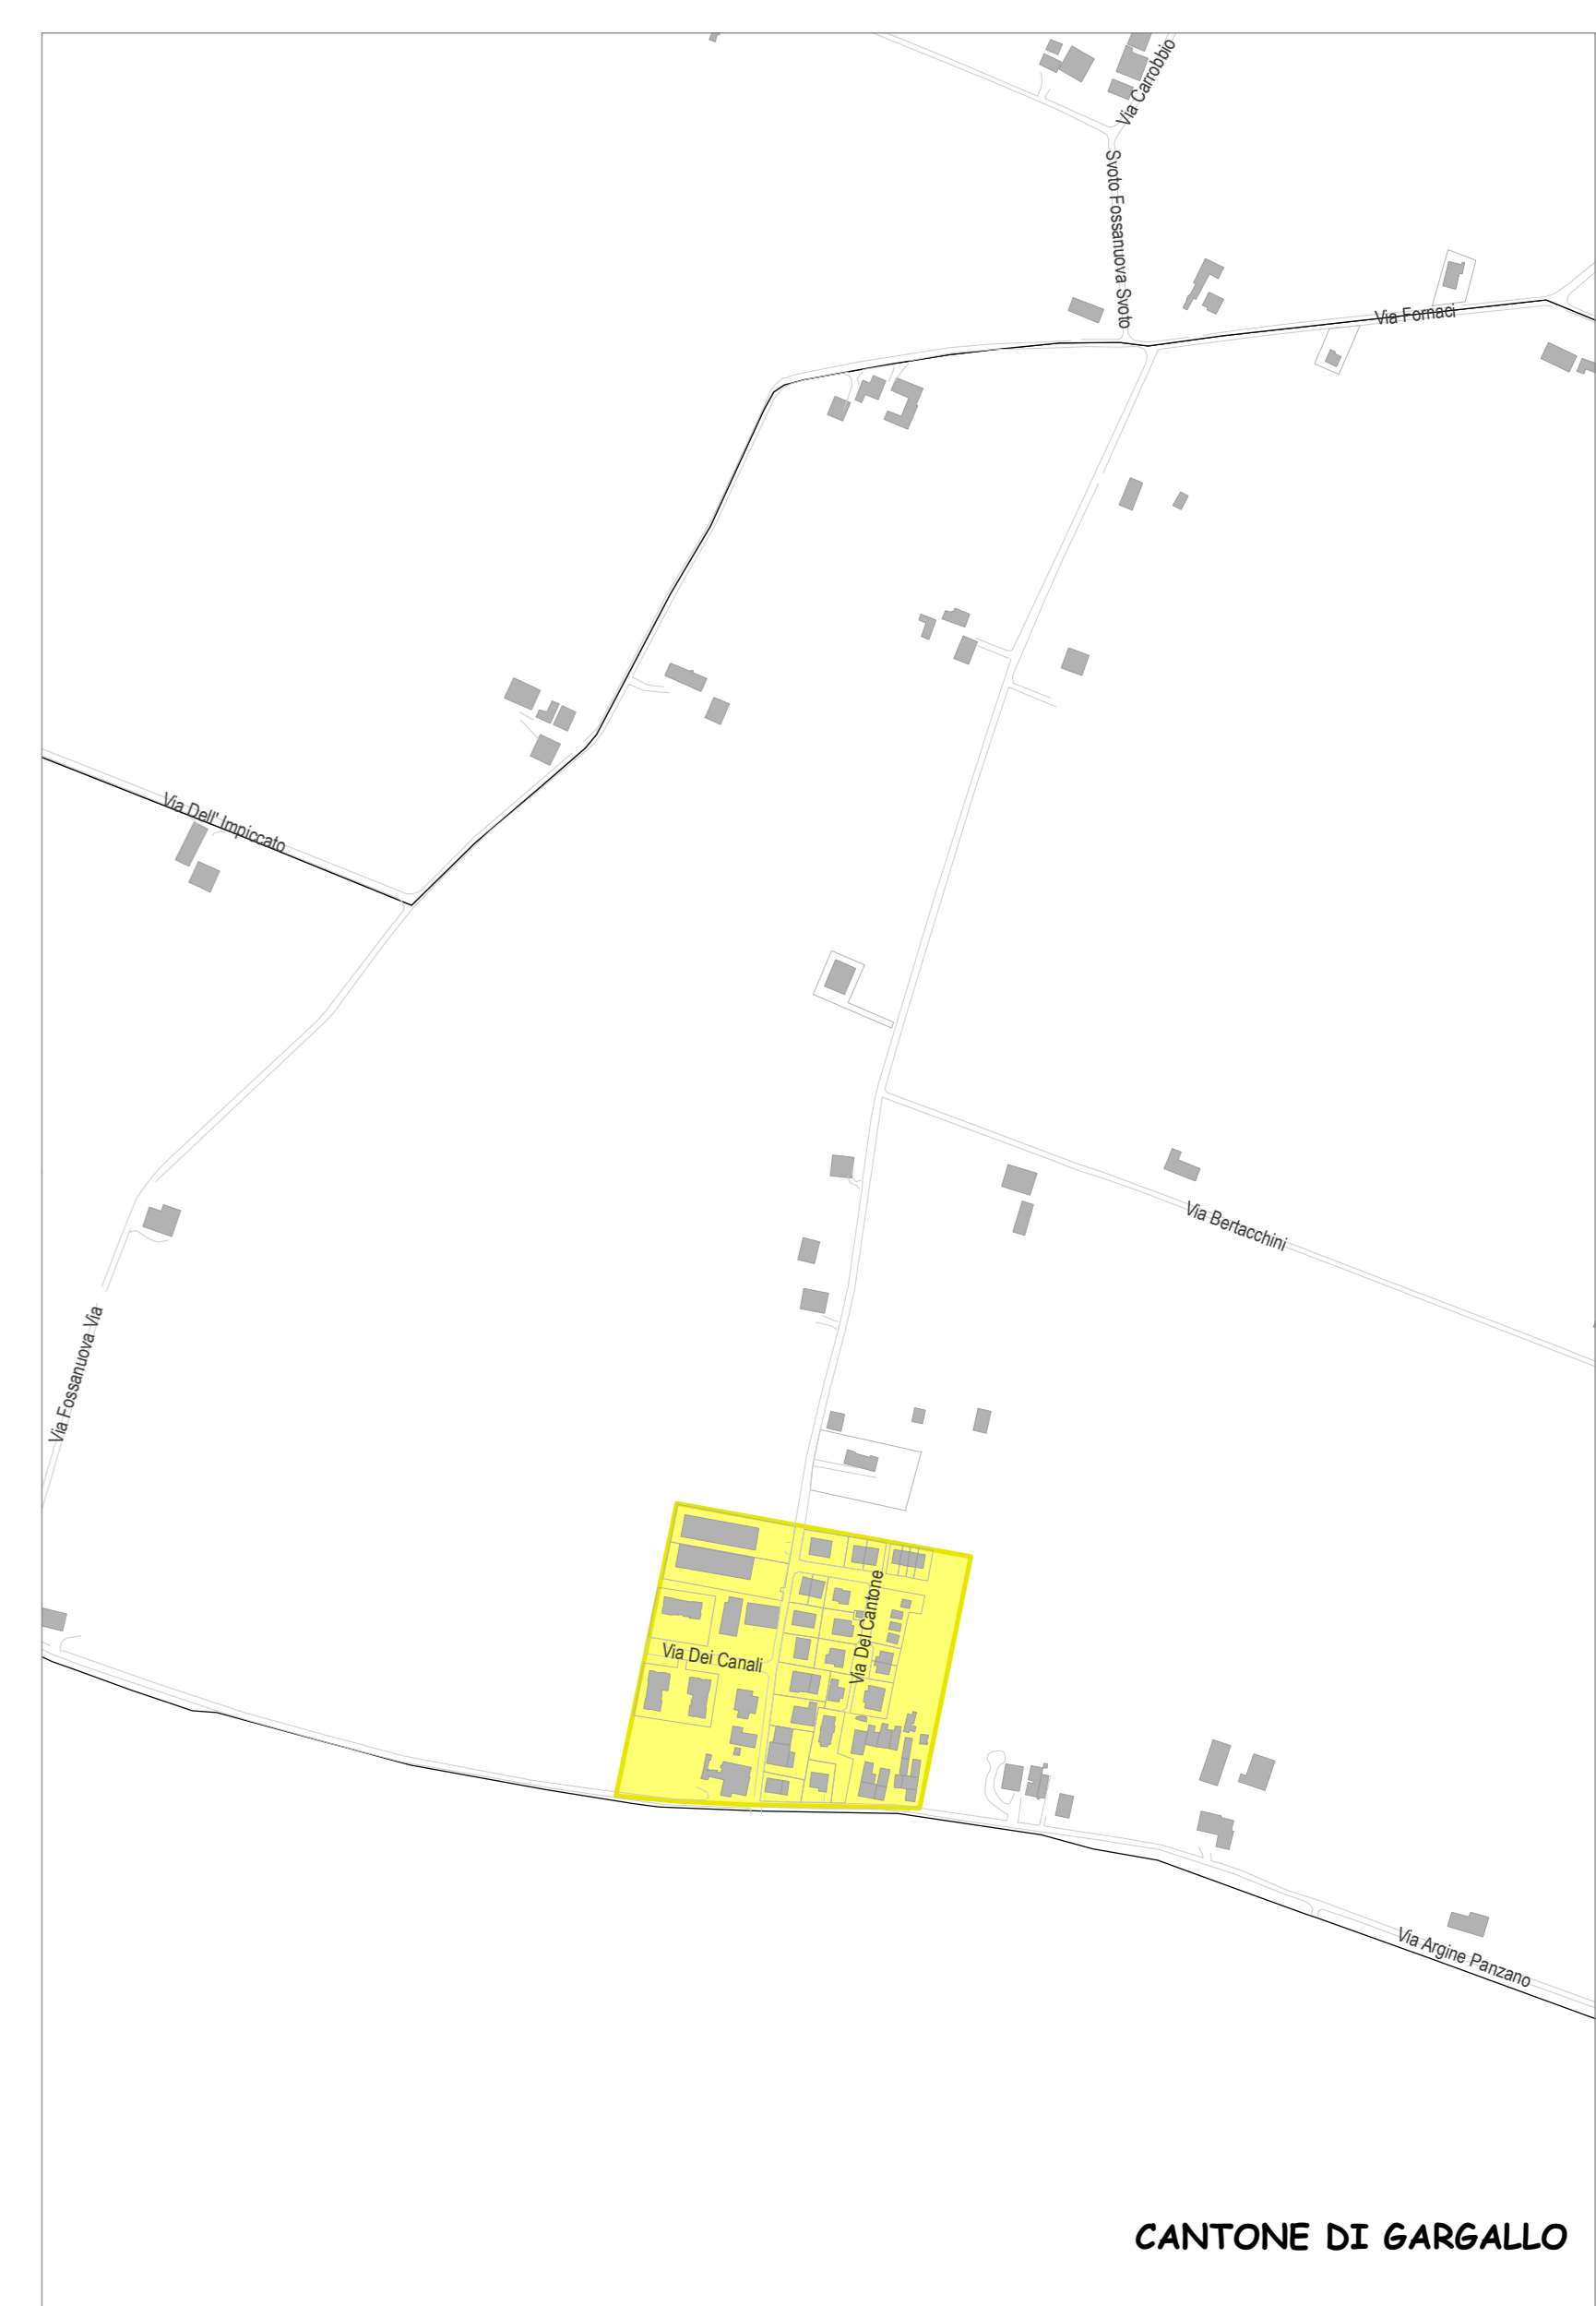 Via Carrobbio
Svoto Fossanuova Svoto
Via Fornaci
Via Dell' Impiccato
Via Bertacchini
Via Fossanuova Via
Via Del Cantone
Via Dei Canali
Via Argine Panzano
CANTONE DI GARGALLO